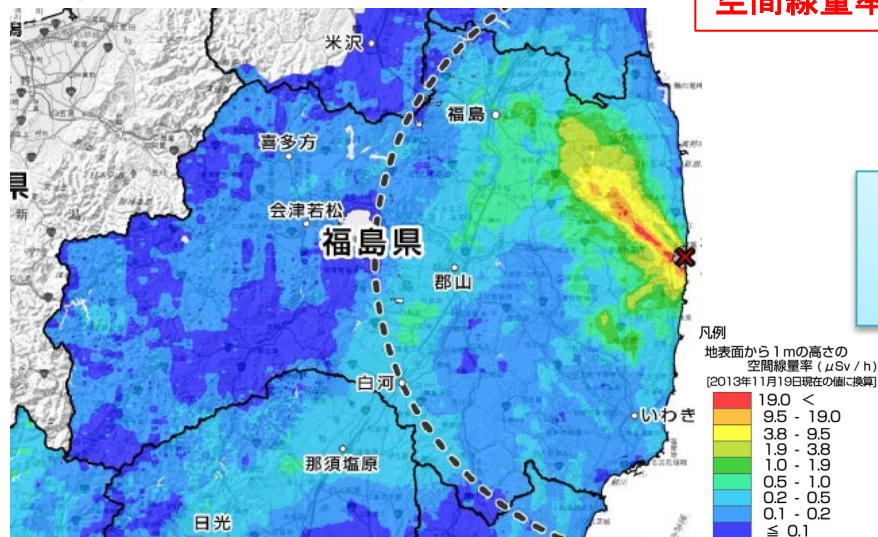 空間線量率
米沢
福島
喜多方
会津若松
福島県
県
郡山
白河
いわき
那須塩原
日光
凡例
地表面から1mの高さの
空間線量率(μSv/h)
[2013年11月19日現在の値に換算]
19.0 <
9.5 - 19.0
3.8 - 9.5
1.9 - 3.8
1.0 - 1.9
0.5 - 1.0
0.2 - 0.5
0.1 - 0.2
≦ 0.1